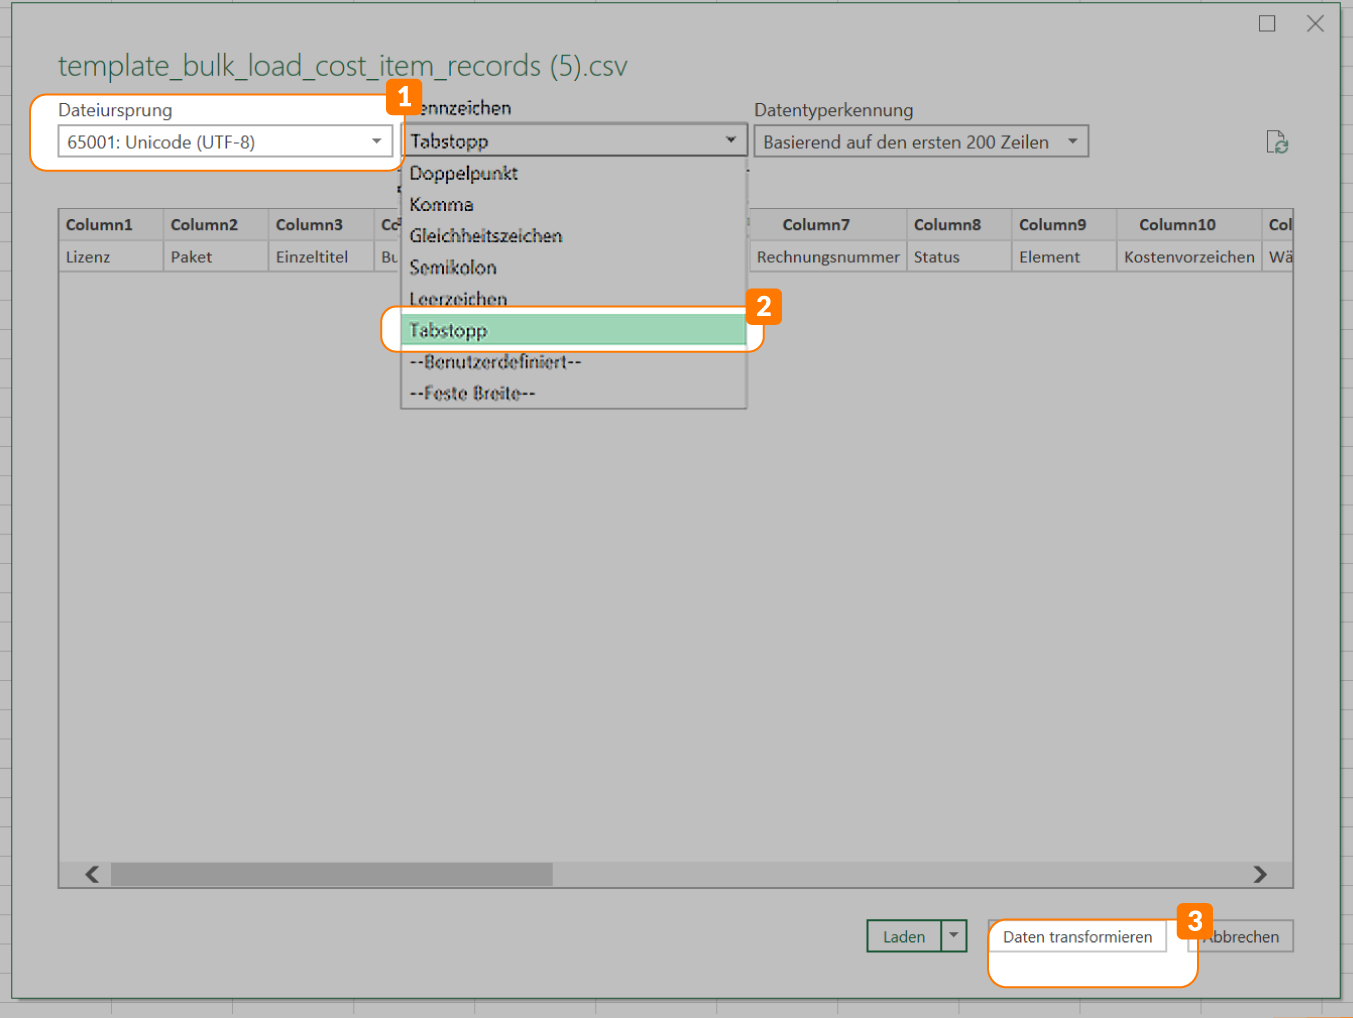 template_bulk_load_cost_item_records (5).csv
Dateiursprung
1
ennzeichen
Datentyperkennung
65001: Unicode (UTF-8)
Tabstopp
Basierend auf den ersten 200 Zeilen
Doppelpunkt
Komma
Gleichheitszeichen
Semikolon
Leerzeichen
Tabstopp
2
--Benutzerdefiniert--
--Feste Breite--
Column1 Column2 Column3 Cc Column7 Column8 Column9 Column10 Col
Lizenz Paket Einzeltitel Bu Rechnungsnummer Status Element Kostenvorzeichen Wä
Laden
Daten transformieren
3
bbrechen